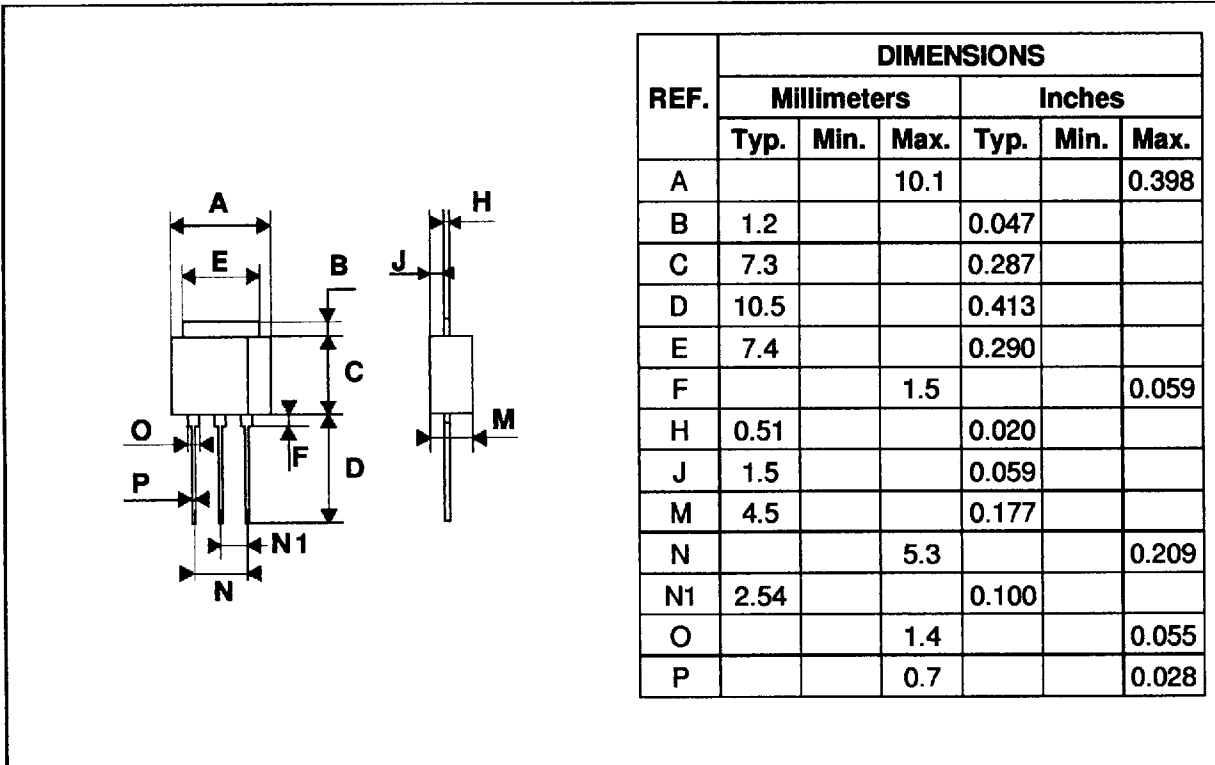 A
H
E
B
J
C
O
F
D
M
P
N1
N
DIMENSIONS
REF. Millimeters Inches
Typ. Min. Max. Typ. Min. Max.
A 10.1 0.398
B 1.2 0.047
C 7.3 0.287
D 10.5 0.413
E 7.4 0.290
F 1.5 0.059
H 0.51 0.020
J 1.5 0.059
M 4.5 0.177
N 5.3 0.209
N1 2.54 0.100
O 1.4 0.055
P 0.7 0.028